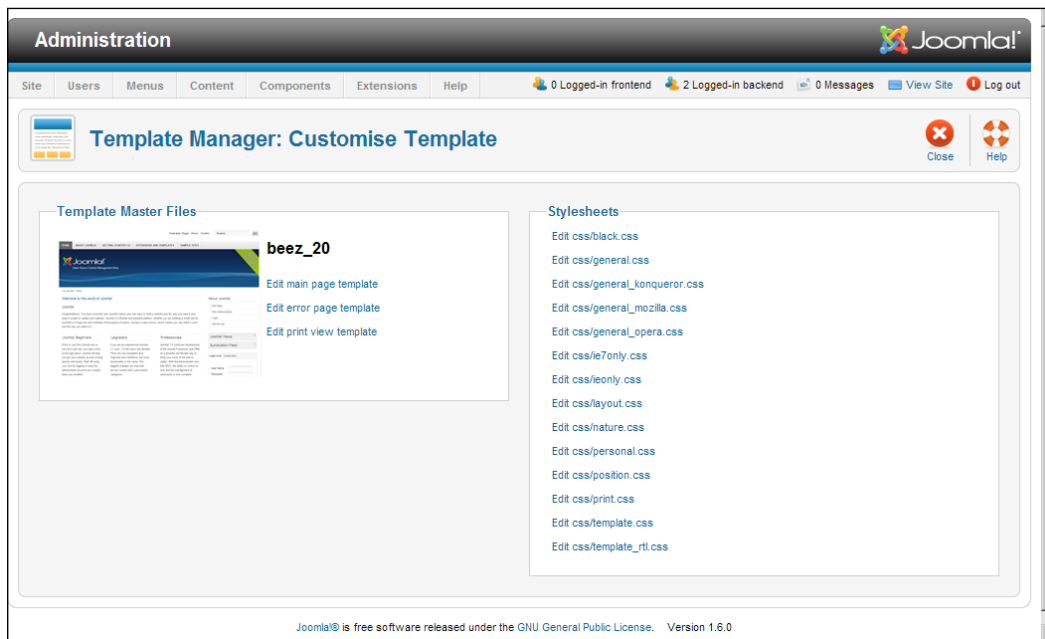 Administration
Joomla!
Site Users Menus Content Components Extensions Help 0 Logged-in frontend 2 Logged-in backend 0 Messages View Site Log out
Template Manager: Customise Template
Close Help
Template Master Files
Joomla!
beez_20
Edit main page template
Edit error page template
Edit print view template
Stylesheets
Edit css/black.css
Edit css/general.css
Edit css/general_konqueror.css
Edit css/general_mozilla.css
Edit css/general_opera.css
Edit css/ie7only.css
Edit css/ieonly.css
Edit css/layout.css
Edit css/nature.css
Edit css/personal.css
Edit css/position.css
Edit css/print.css
Edit css/template.css
Edit css/template_rtl.css
Joomla!® is free software released under the GNU General Public License. Version 1.6.0